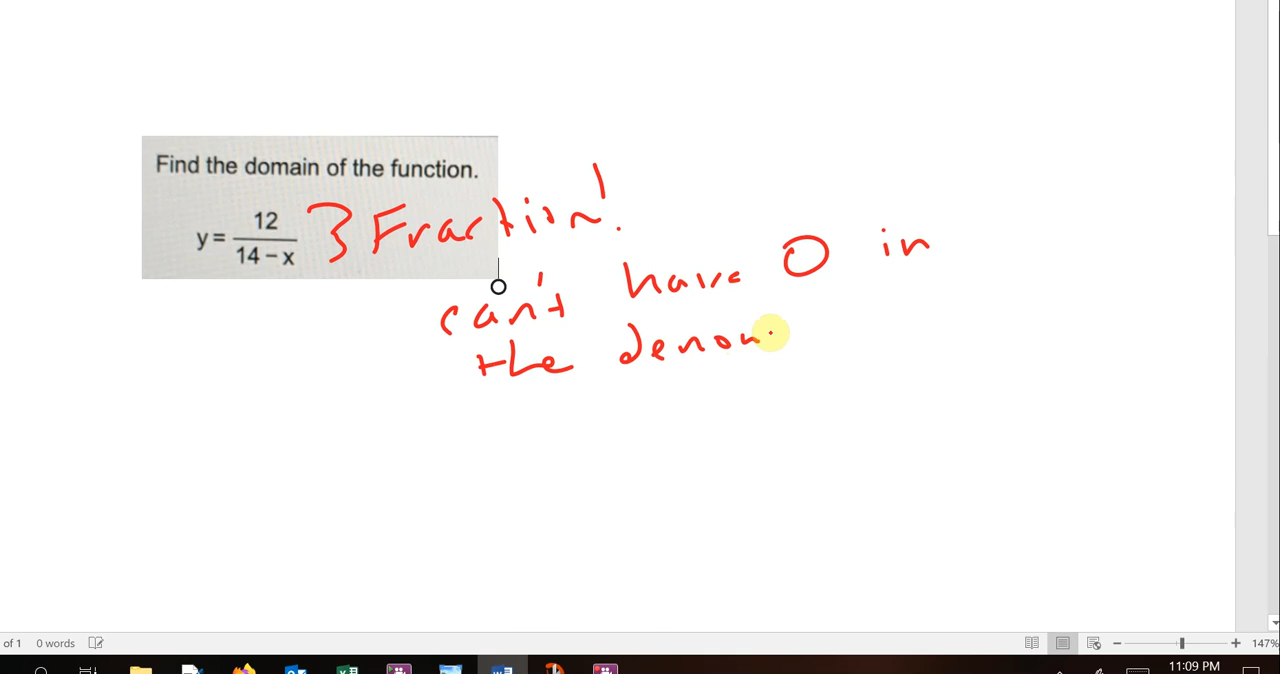 Find the domain of the function.
y = 12 / (14 – x) } Fraction!
can't have 0 in
the denom
of 1 0 words 147%
11:09 PM